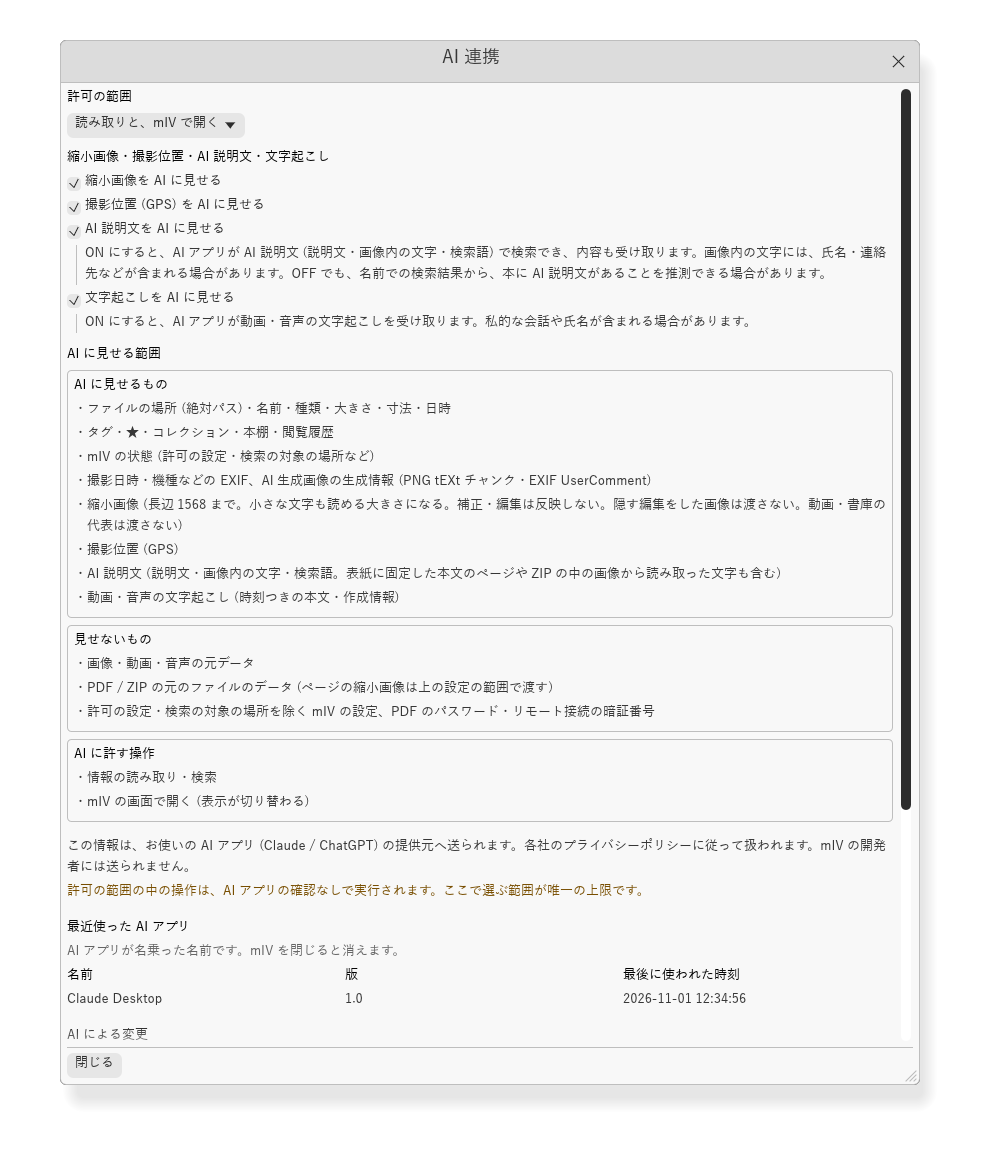 AI 連携
許可の範囲
読み取りと、mIV で開く
縮小画像・撮影位置・AI 説明文・文字起こし
縮小画像を AI に見せる
撮影位置 (GPS) を AI に見せる
AI 説明文を AI に見せる
ON にすると、AI アプリが AI 説明文 (説明文・画像内の文字・検索語) で検索でき、内容も受け取ります。画像内の文字には、氏名・連絡
先などが含まれる場合があります。OFF でも、名前での検索結果から、本に AI 説明文があることを推測できる場合があります。
文字起こしを AI に見せる
ON にすると、AI アプリが動画・音声の文字起こしを受け取ります。私的な会話や氏名が含まれる場合があります。
AI に見せる範囲
AI に見せるもの
・ファイルの場所 (絶対パス)・名前・種類・大きさ・寸法・日時
・タグ・★・コレクション・本棚・閲覧履歴
・mIV の状態 (許可の設定・検索の対象の場所など)
・撮影日時・機種などの EXIF、AI 生成画像の生成情報 (PNG tEXt チャンク・EXIF UserComment)
・縮小画像 (長辺 1568 まで。小さな文字も読める大きさになる。補正・編集は反映しない。隠す編集をした画像は渡さない。動画・書庫の
代表は渡さない)
・撮影位置 (GPS)
・AI 説明文 (説明文・画像内の文字・検索語。表紙に固定した本文のページや ZIP の中の画像から読み取った文字も含む)
・動画・音声の文字起こし (時刻つきの本文・作成情報)
見せないもの
・画像・動画・音声の元データ
・PDF / ZIP の元のファイルのデータ (ページの縮小画像は上の設定の範囲で渡す)
・許可の設定・検索の対象の場所を除く mIV の設定、PDF のパスワード・リモート接続の暗証番号
AI に許す操作
・情報の読み取り・検索
・mIV の画面で開く (表示が切り替わる)
この情報は、お使いの AI アプリ (Claude / ChatGPT) の提供元へ送られます。各社のプライバシーポリシーに従って扱われます。mIV の開発
者には送られません。
許可の範囲の中の操作は、AI アプリの確認なしで実行されます。ここで選ぶ範囲が唯一の上限です。
最近使った AI アプリ
AI アプリが名乗った名前です。mIV を閉じると消えます。
名前 版 最後に使われた時刻
Claude Desktop 1.0 2026-11-01 12:34:56
AI による変更
閉じる